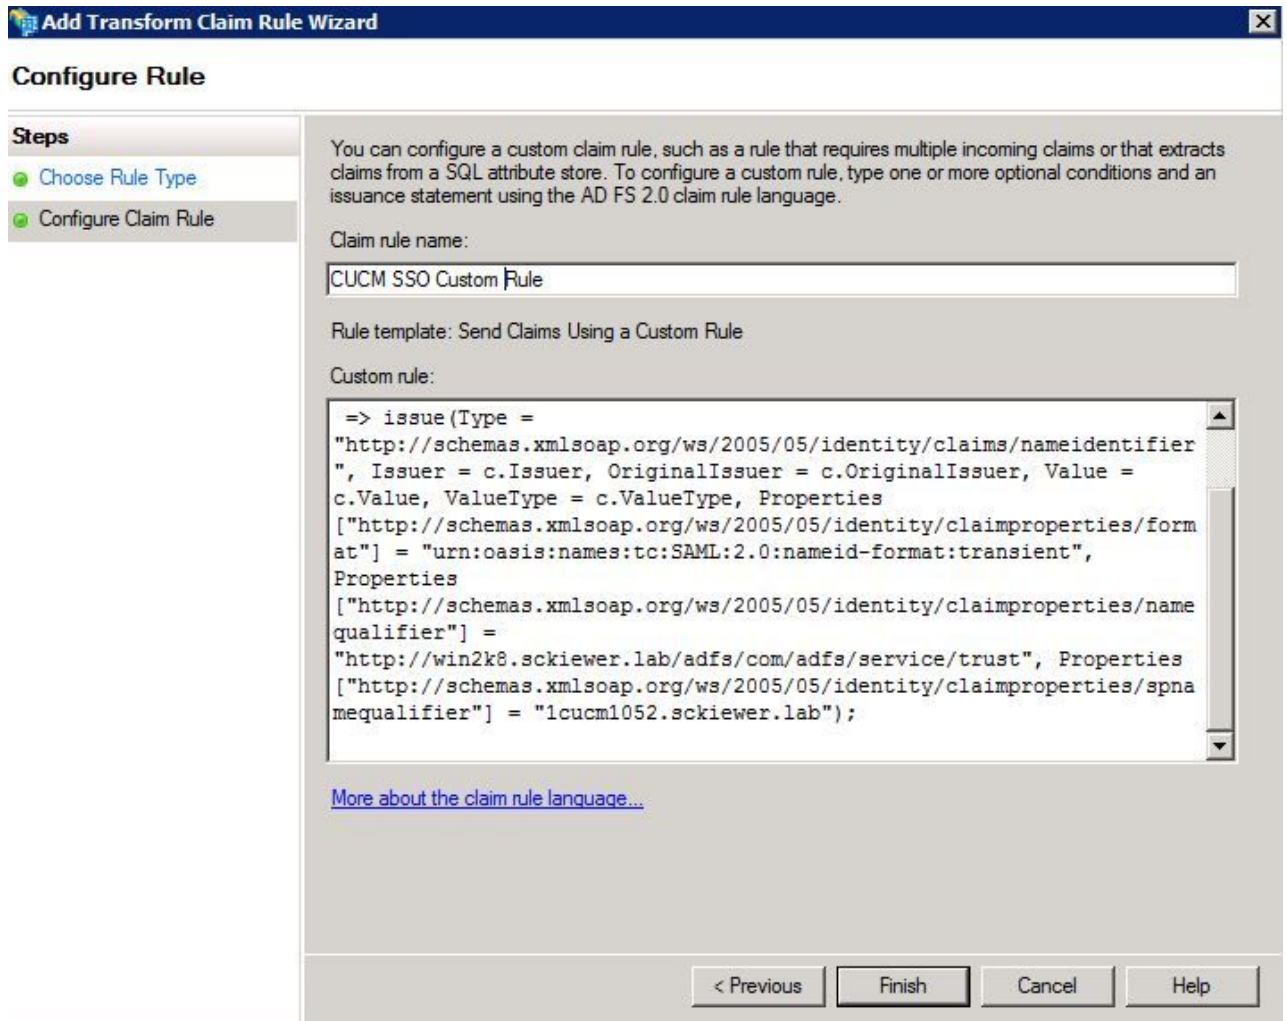 Add Transform Claim Rule Wizard
Configure Rule
Steps
Choose Rule Type
Configure Claim Rule
You can configure a custom claim rule, such as a rule that requires multiple incoming claims or that extracts
claims from a SQL attribute store. To configure a custom rule, type one or more optional conditions and an
issuance statement using the AD FS 2.0 claim rule language.
Claim rule name:
CUCM SSO Custom Rule
Rule template: Send Claims Using a Custom Rule
Custom rule:
=> issue(Type =
"http://schemas.xmlsoap.org/ws/2005/05/identity/claims/nameidentifier
", Issuer = c.Issuer, OriginalIssuer = c.OriginalIssuer, Value =
c.Value, ValueType = c.ValueType, Properties
["http://schemas.xmlsoap.org/ws/2005/05/identity/claimproperties/form
at"] = "urn:oasis:names:tc:SAML:2.0:nameid-format:transient",
Properties
["http://schemas.xmlsoap.org/ws/2005/05/identity/claimproperties/name
qualifier"] =
"http://win2k8.sckiewer.lab/adfs/com/adfs/service/trust", Properties
["http://schemas.xmlsoap.org/ws/2005/05/identity/claimproperties/spna
mequalifier"] = "1cucm1052.sckiewer.lab");
More about the claim rule language...
< Previous
Finish
Cancel
Help